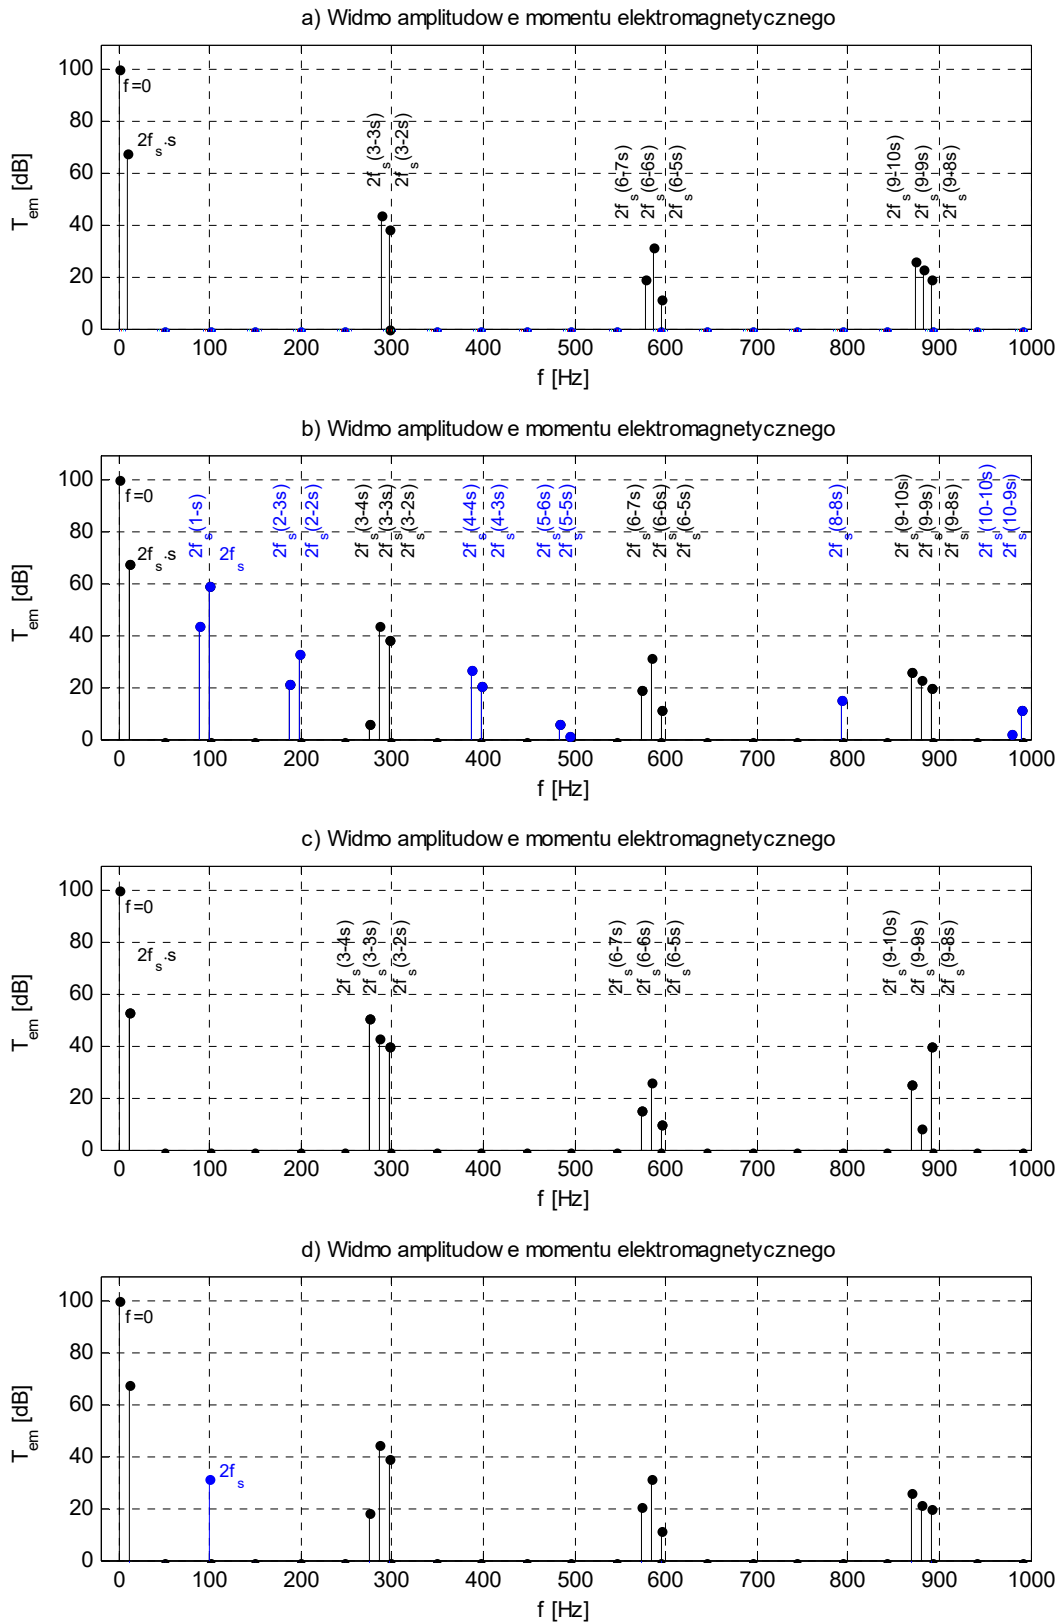 a) Widmo amplitudowe momentu elektromagnetycznego
T_em [dB]
100
80
60
40
20
0
f=0
2f_s·s
2f_s(3-3s)
2f_s(3-2s)
2f_s(6-7s)
2f_s(6-6s)
2f_s(6-5s)
2f_s(9-10s)
2f_s(9-9s)
2f_s(9-8s)
0 100 200 300 400 500 600 700 800 900 1000
f [Hz]
b) Widmo amplitudowe momentu elektromagnetycznego
T_em [dB]
100
80
60
40
20
0
f=0
2f_s·s
2f_s(1-s)
2f_s
2f_s(2-3s)
2f_s(2-2s)
2f_s(3-4s)
2f_s(3-3s)
2f_s(3-2s)
2f_s(4-4s)
2f_s(4-3s)
2f_s(5-6s)
2f_s(5-5s)
2f_s(6-7s)
2f_s(6-6s)
2f_s(6-5s)
2f_s(8-8s)
2f_s(9-10s)
2f_s(9-9s)
2f_s(9-8s)
2f_s(10-10s)
2f_s(10-9s)
0 100 200 300 400 500 600 700 800 900 1000
f [Hz]
c) Widmo amplitudowe momentu elektromagnetycznego
T_em [dB]
100
80
60
40
20
0
f=0
2f_s·s
2f_s(3-4s)
2f_s(3-3s)
2f_s(3-2s)
2f_s(6-7s)
2f_s(6-6s)
2f_s(6-5s)
2f_s(9-10s)
2f_s(9-9s)
2f_s(9-8s)
0 100 200 300 400 500 600 700 800 900 1000
f [Hz]
d) Widmo amplitudowe momentu elektromagnetycznego
T_em [dB]
100
80
60
40
20
0
f=0
2f_s
0 100 200 300 400 500 600 700 800 900 1000
f [Hz]